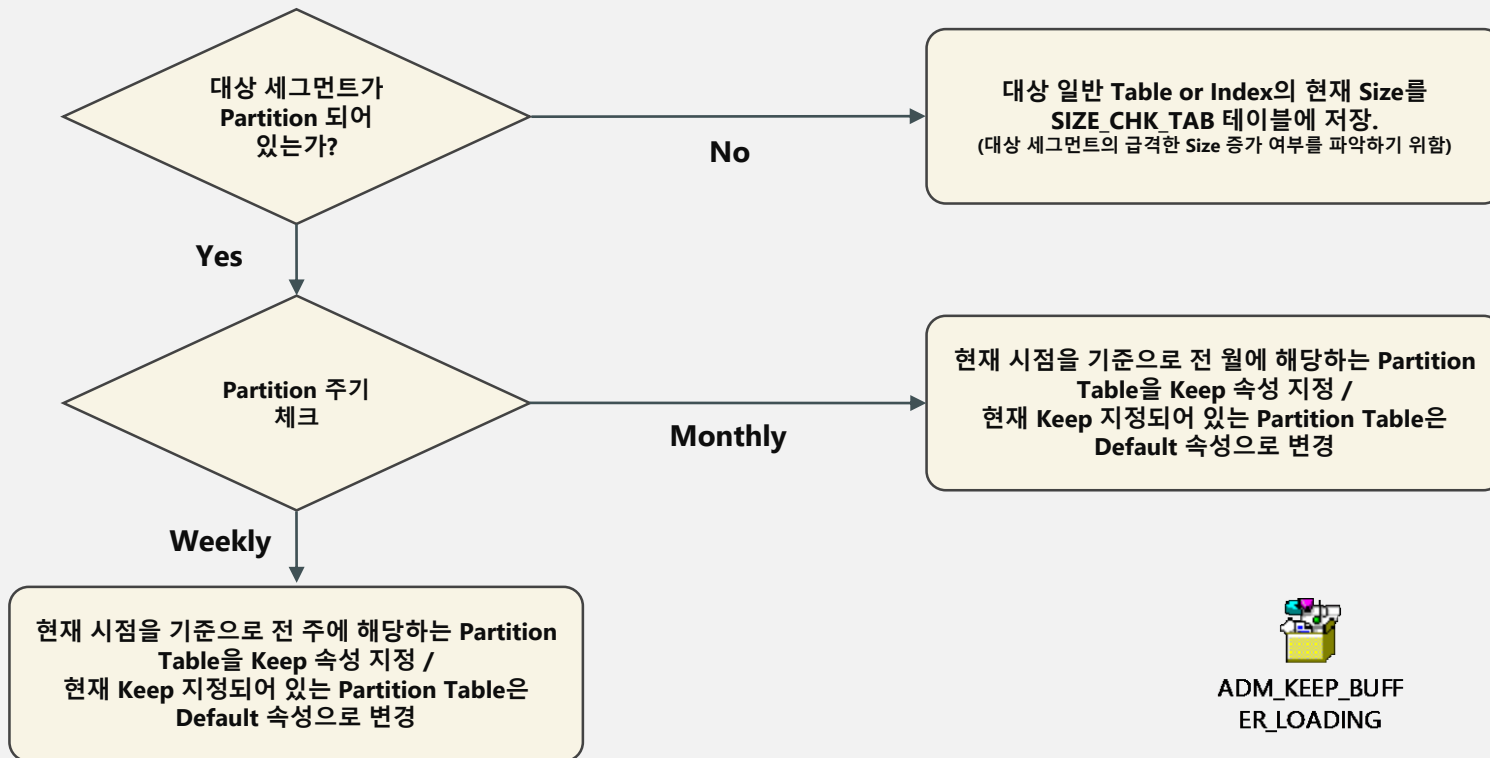 대상 세그먼트가
Partition 되어
있는가?
No
대상 일반 Table or Index의 현재 Size를
SIZE_CHK_TAB 테이블에 저장.
(대상 세그먼트의 급격한 Size 증가 여부를 파악하기 위함)
Yes
Partition 주기
체크
Monthly
현재 시점을 기준으로 전 월에 해당하는 Partition
Table을 Keep 속성 지정 /
현재 Keep 지정되어 있는 Partition Table은
Default 속성으로 변경
Weekly
현재 시점을 기준으로 전 주에 해당하는 Partition
Table을 Keep 속성 지정 /
현재 Keep 지정되어 있는 Partition Table은
Default 속성으로 변경
ADM_KEEP_BUFF
ER_LOADING